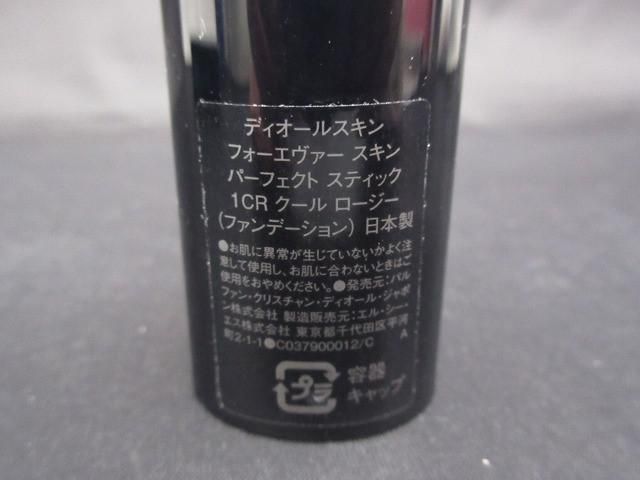 ディオールスキン
フォーエヴァー スキン
パーフェクト スティック
1CR クール ロージー
(ファンデーション) 日本製
●お肌に異常が生じていないかよく注
意して使用し、お肌に合わないときはご
使用をおやめください。●発売元:パル
ファン・クリスチャン・ディオール・ジャポ
ン株式会社 製造販売元:エル・シー・
エス株式会社 東京都千代田区平河
町2-1-1●C037900012/C A
プラ 容器
キャップ